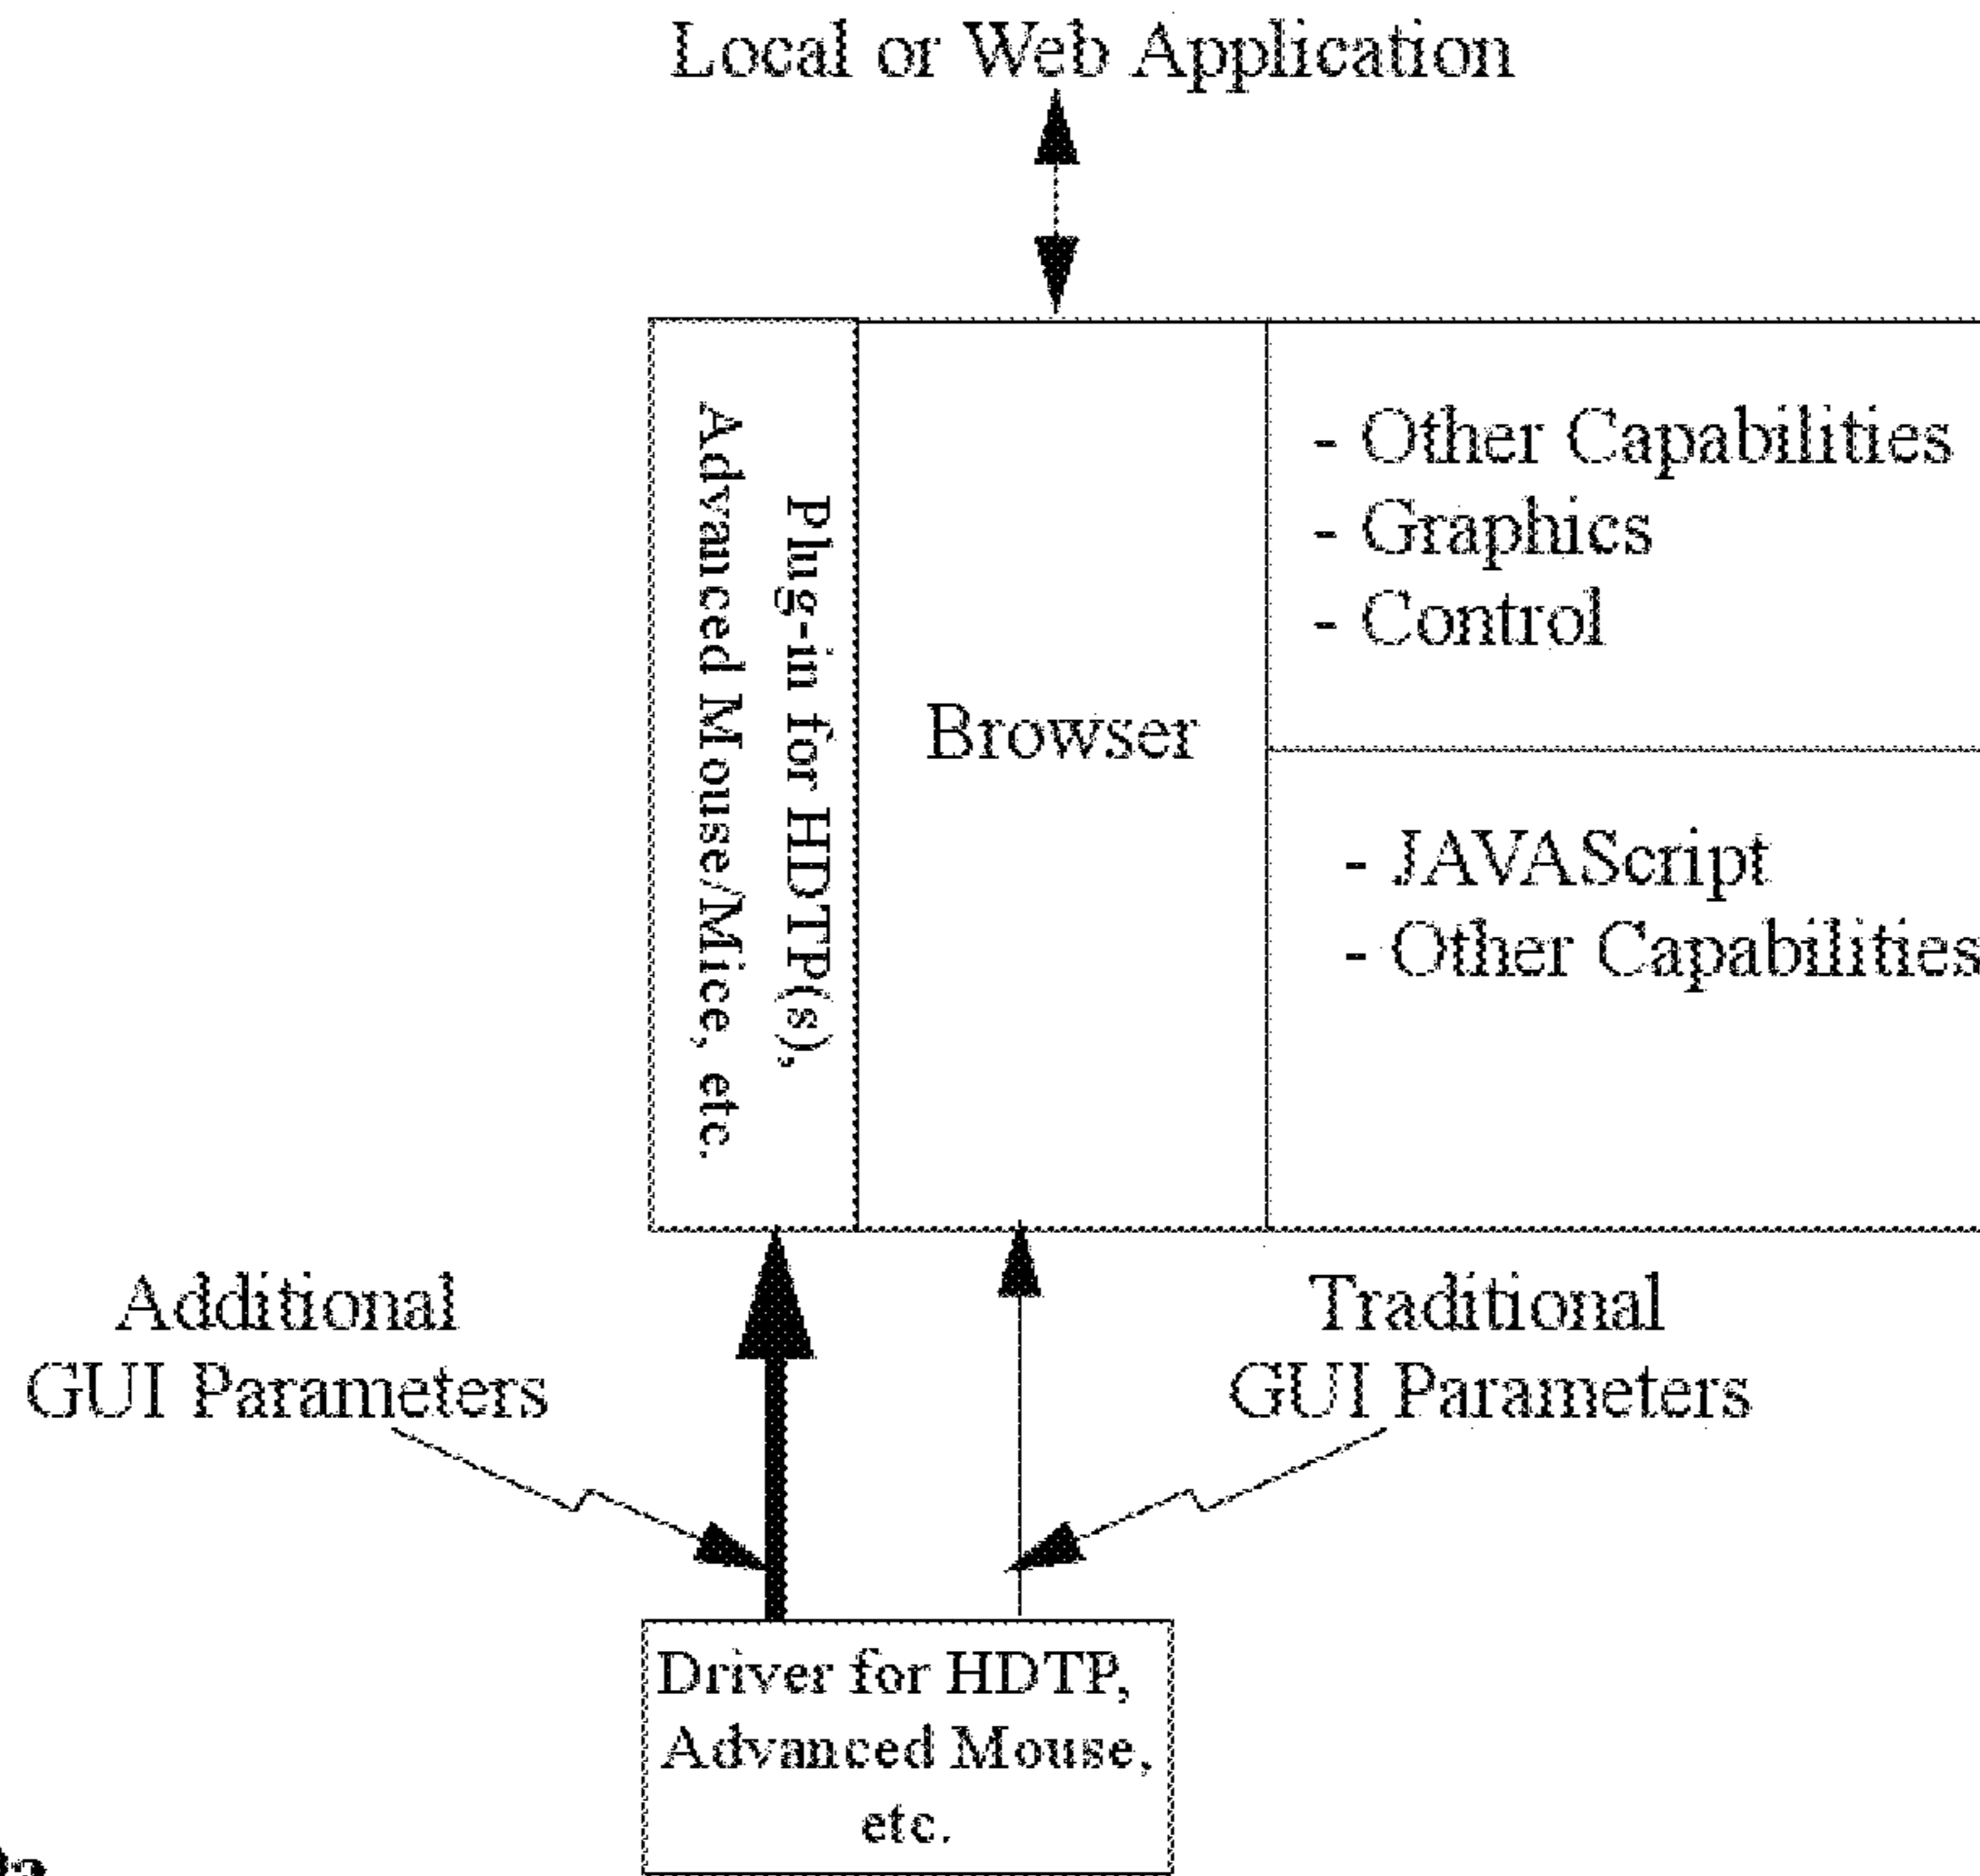 Local or Web Application
Plug-in for HDTP(s),
Advanced Mouse/Mice, etc.
Browser
- Other Capabilities
- Graphics
- Control
- JAVAScript
- Other Capabilities
Additional
GUI Parameters
Traditional
GUI Parameters
Driver for HDTP,
Advanced Mouse,
etc.